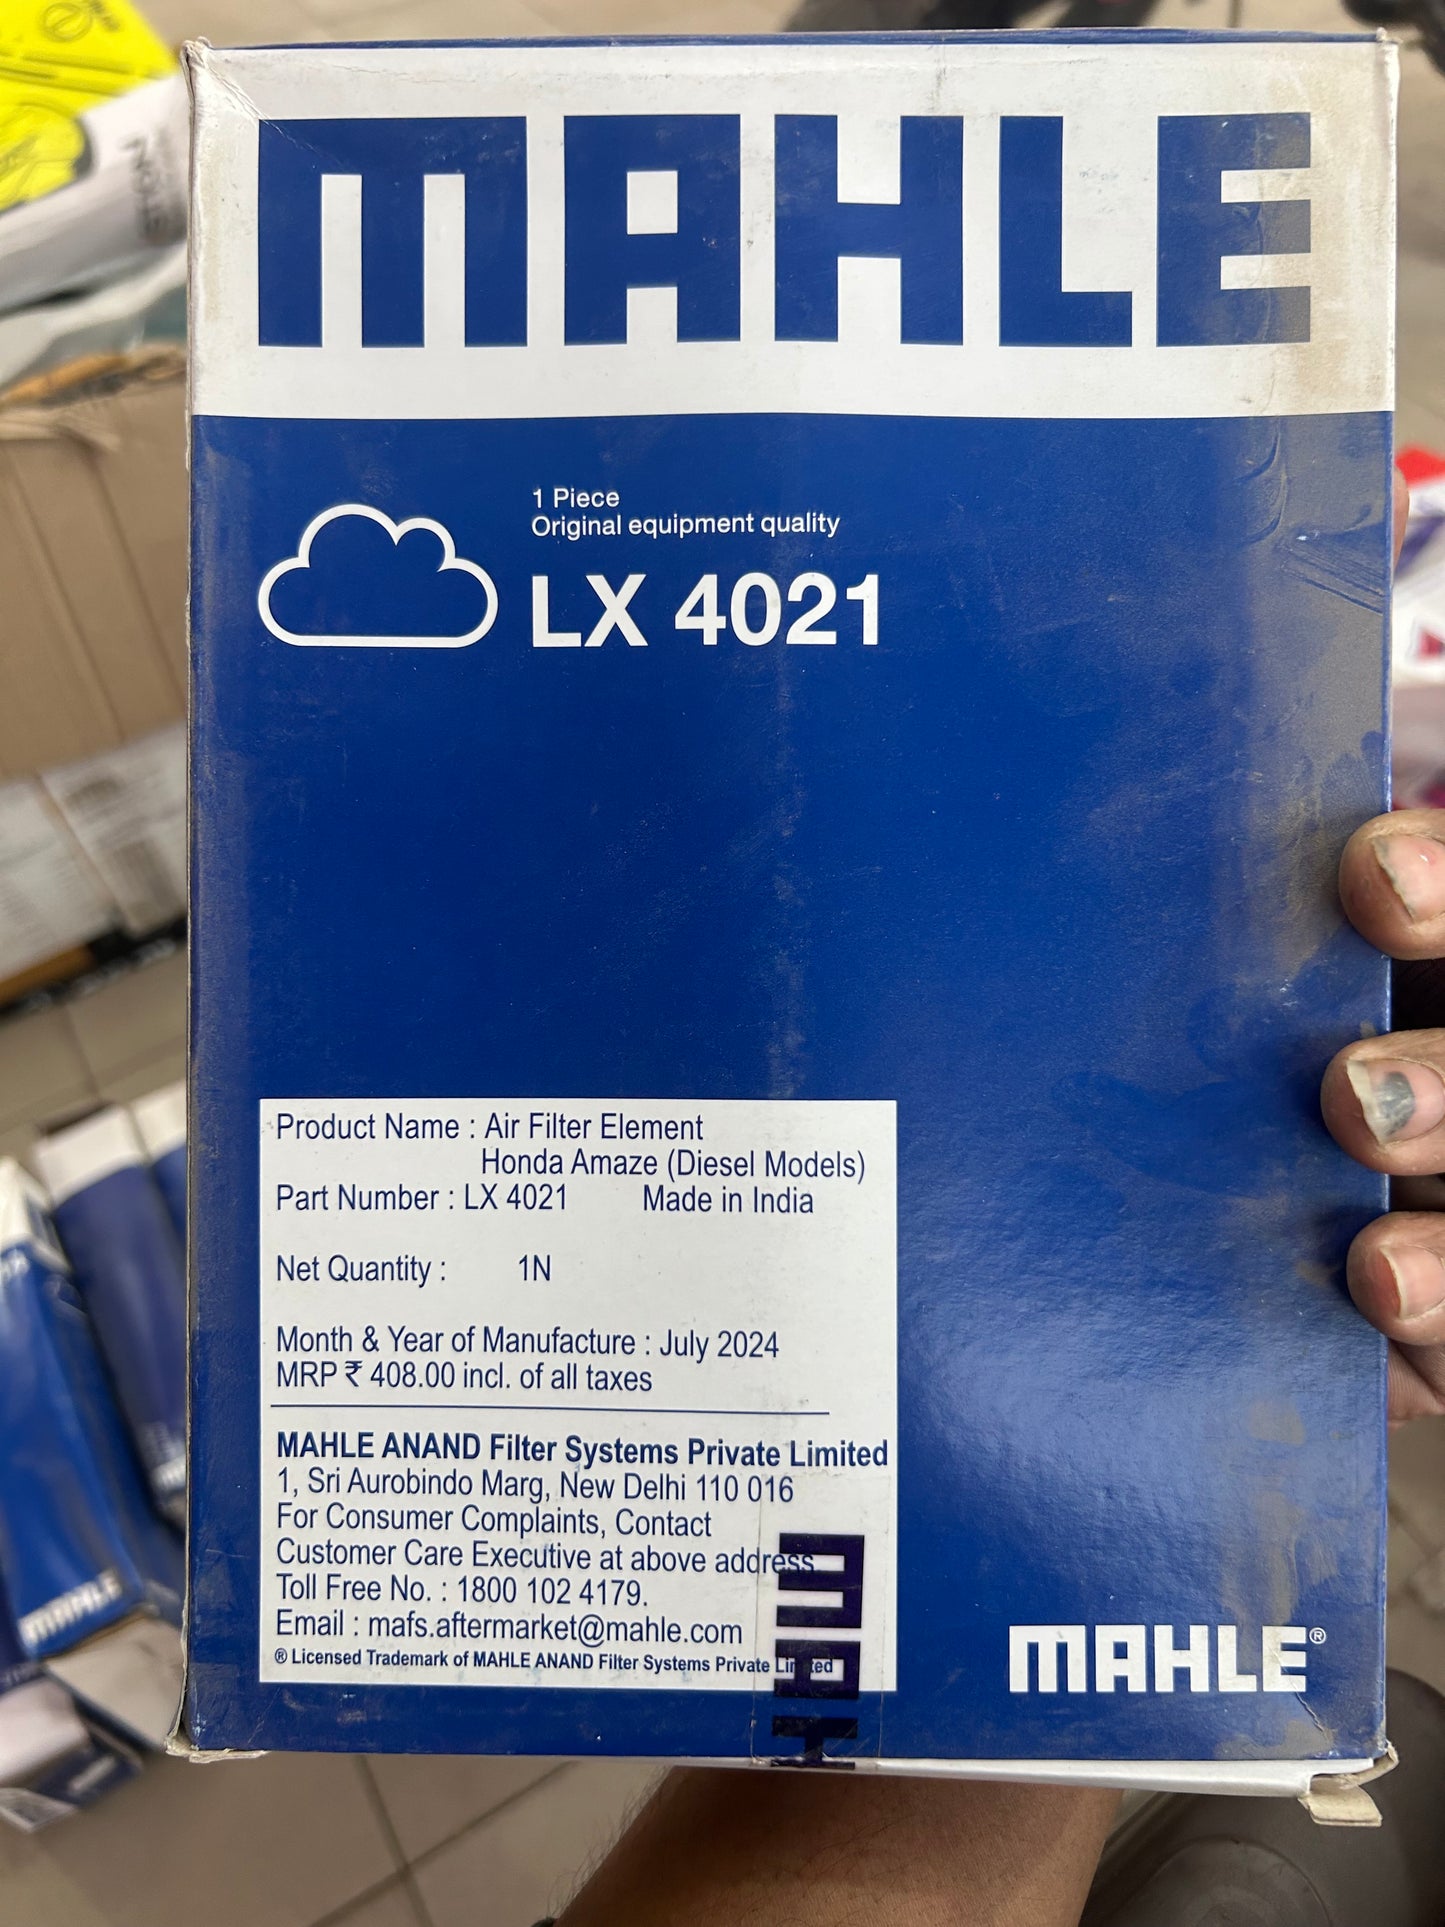 MAHLE
1 Piece
Original equipment quality
LX 4021
Product Name : Air Filter Element
Honda Amaze (Diesel Models)
Part Number : LX 4021 Made in India
Net Quantity : 1N
Month & Year of Manufacture : July 2024
MRP ₹ 408.00 incl. of all taxes
MAHLE ANAND Filter Systems Private Limited
1, Sri Aurobindo Marg, New Delhi 110 016
For Consumer Complaints, Contact
Customer Care Executive at above address.
Toll Free No. : 1800 102 4179.
Email : mafs.aftermarket@mahle.com
® Licensed Trademark of MAHLE ANAND Filter Systems Private Limited
MAH
MAHLE®
MAHLE